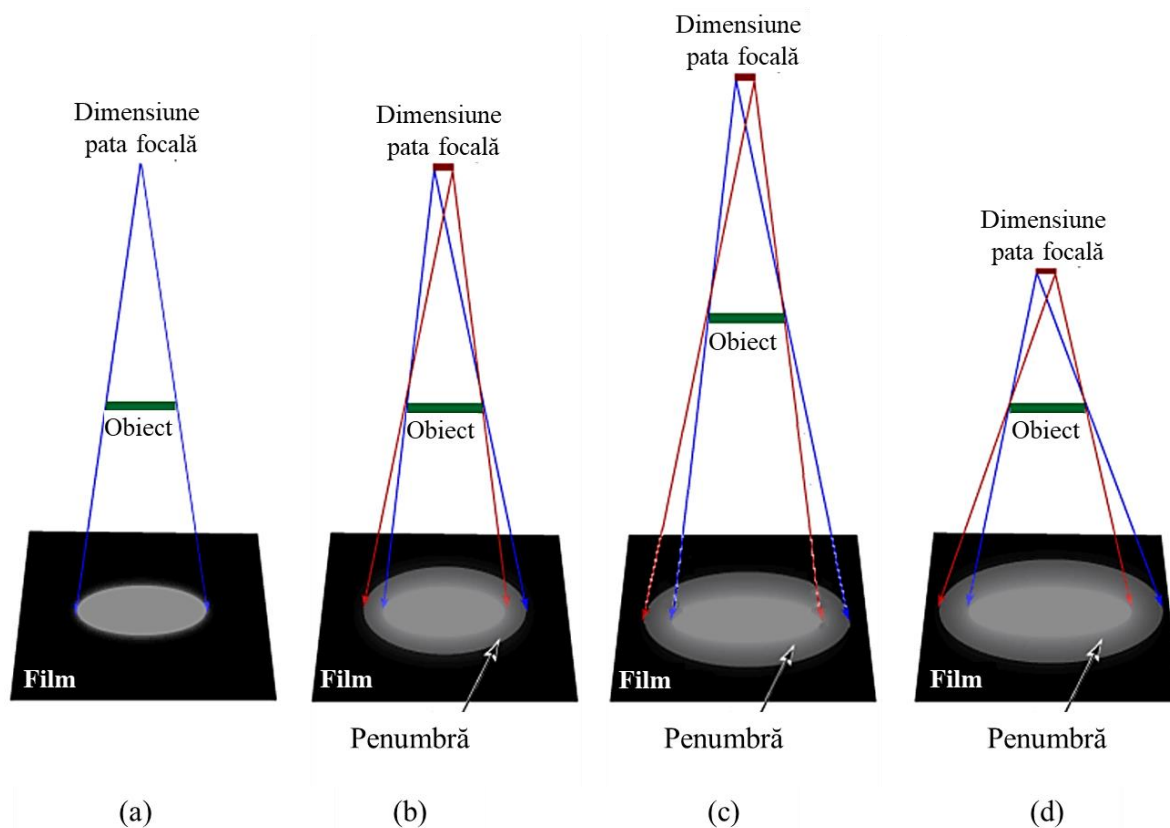 Dimensiune
pata focală
Obiect
Film
Penumbră
(a)
Dimensiune
pata focală
Obiect
Film
Penumbră
(b)
Dimensiune
pata focală
Obiect
Film
Penumbră
(c)
Dimensiune
pata focală
Obiect
Film
(d)